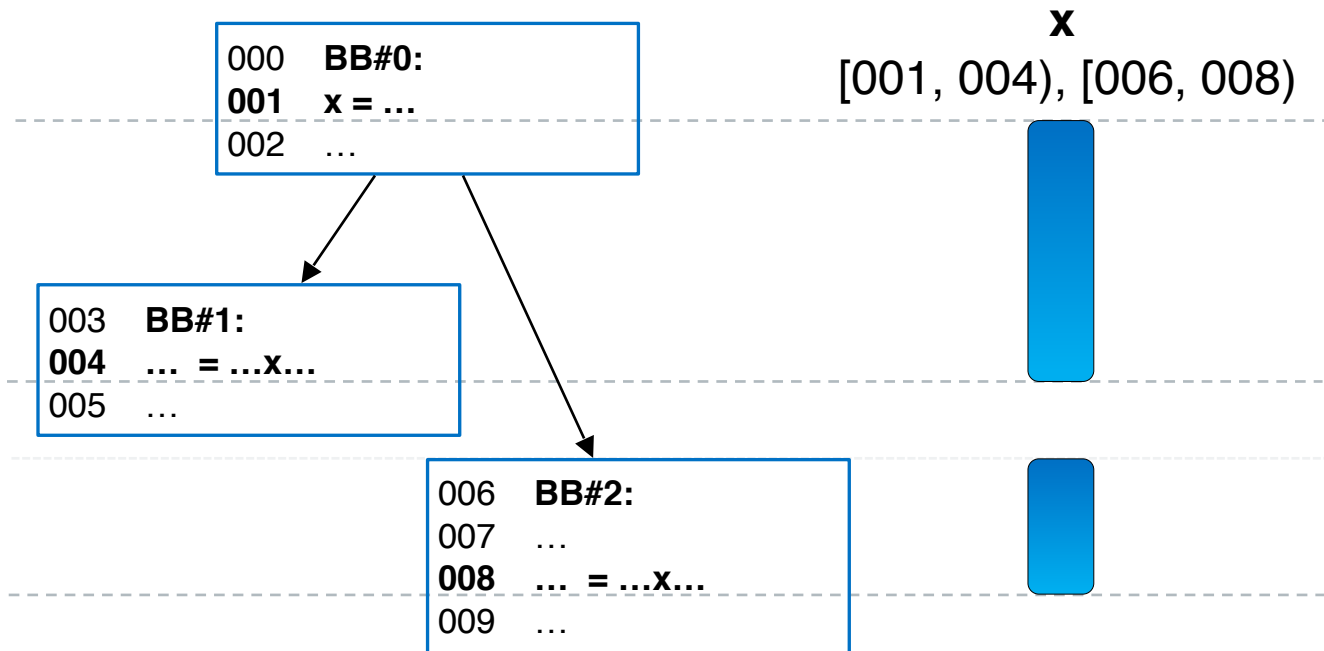 x
[001, 004), [006, 008)
000 BB#0:
001 x = …
002 …
003 BB#1:
004 … = …x…
005 …
006 BB#2:
007 …
008 … = …x…
009 …